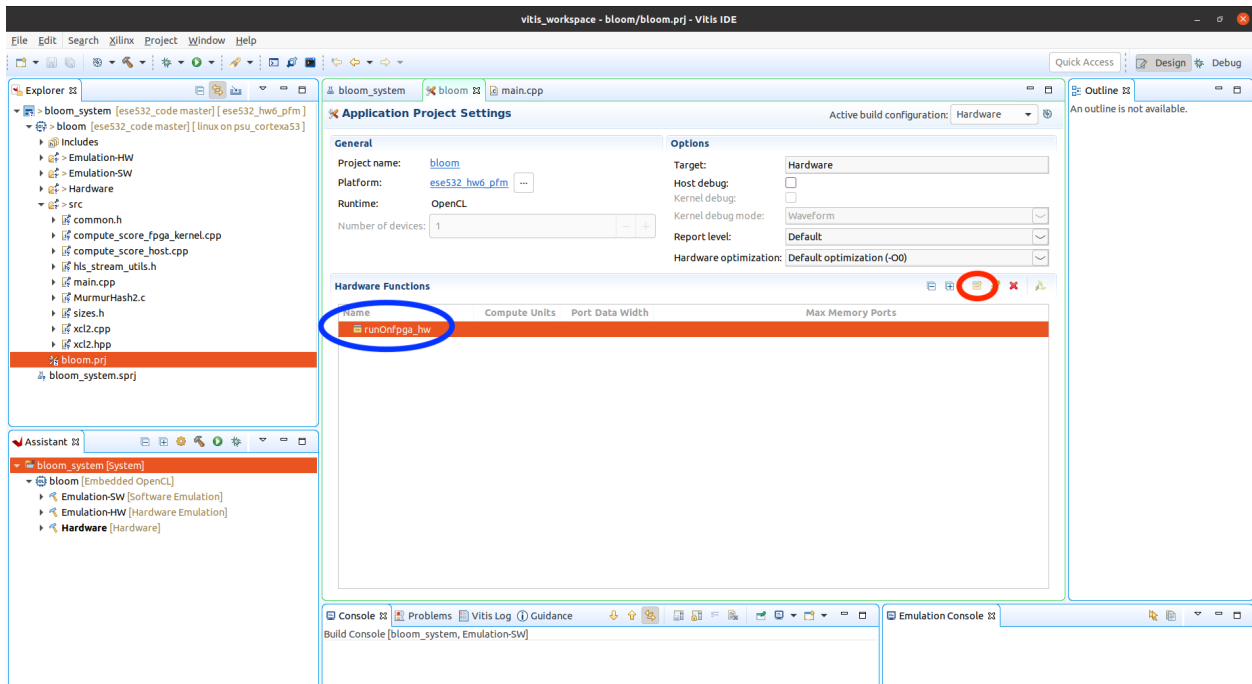 vitis_workspace - bloom/bloom.prj - Vitis IDE
File Edit Search Xilinx Project Window Help
Quick Access
Design
Debug
Explorer
> bloom_system [ese532_code master] [ ese532_hw6_pfm ]
> bloom [ese532_code master] [ linux on psu_cortexa53 ]
Includes
> Emulation-HW
> Emulation-SW
> Hardware
> src
common.h
compute_score_fpga_kernel.cpp
compute_score_host.cpp
hls_stream_utils.h
main.cpp
MurmurHash2.c
sizes.h
xcl2.cpp
xcl2.hpp
bloom.prj
bloom_system.sprj
Assistant
bloom_system [System]
bloom [Embedded OpenCL]
Emulation-SW [Software Emulation]
Emulation-HW [Hardware Emulation]
Hardware [Hardware]
bloom_system
bloom
main.cpp
Application Project Settings
Active build configuration: Hardware
General
Project name: bloom
Platform: ese532_hw6_pfm ...
Runtime: OpenCL
Number of devices: 1
Options
Target: Hardware
Host debug:
Kernel debug:
Kernel debug mode: Waveform
Report level: Default
Hardware optimization: Default optimization (-O0)
Hardware Functions
Name Compute Units Port Data Width Max Memory Ports
runOnfpga_hw
Outline
An outline is not available.
Console Problems Vitis Log Guidance
Build Console [bloom_system, Emulation-SW]
Emulation Console